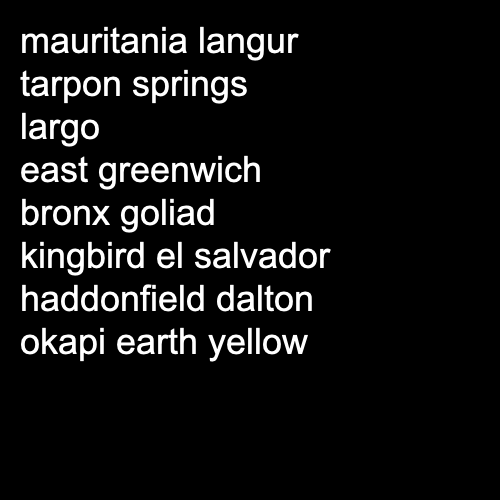 mauritania langur
tarpon springs
largo
east greenwich
bronx goliad
kingbird el salvador
haddonfield dalton
okapi earth yellow